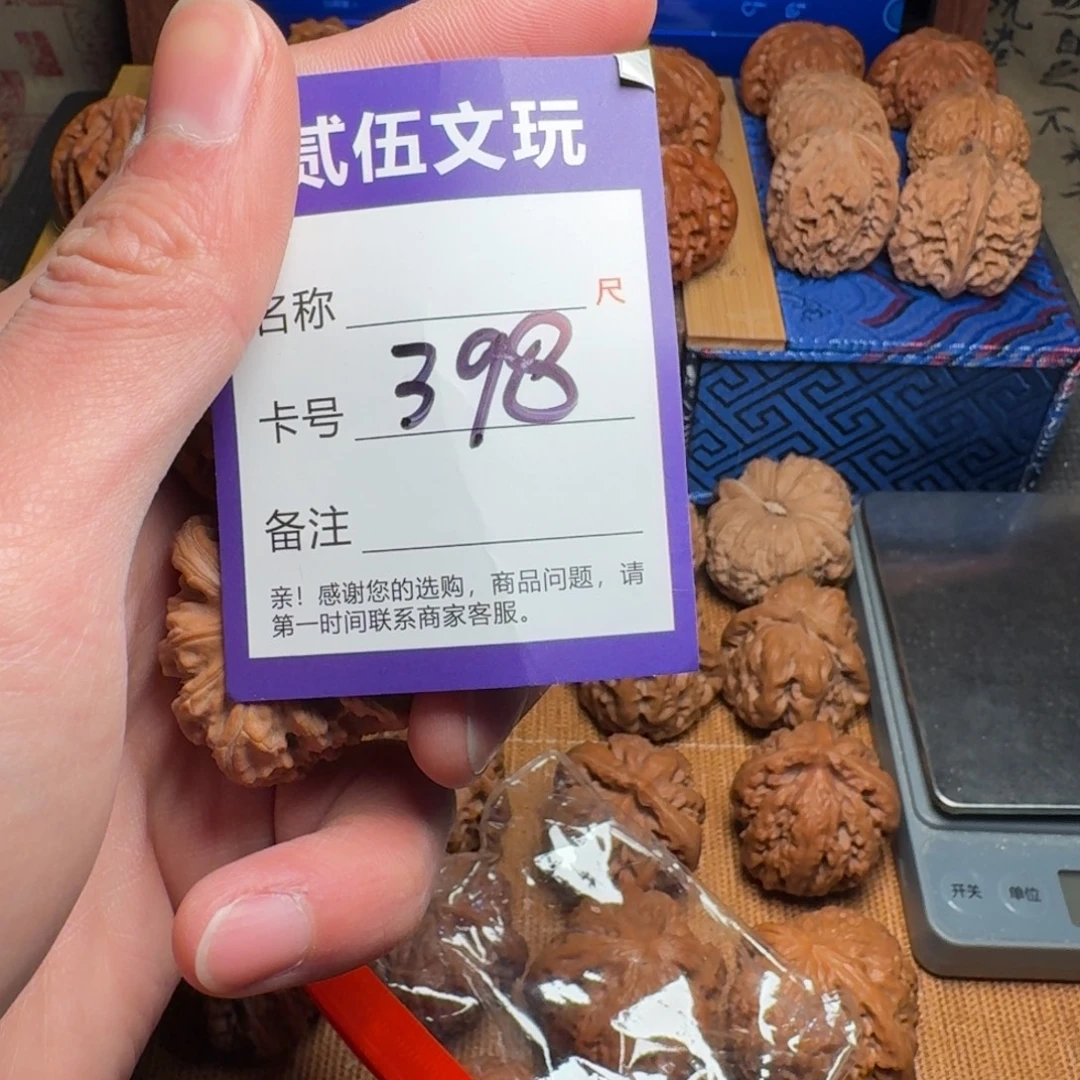 贰伍文玩
名称 尺
卡号 398
备注
亲！感谢您的选购，商品问题，请
第一时间联系商家客服。
开关 单位